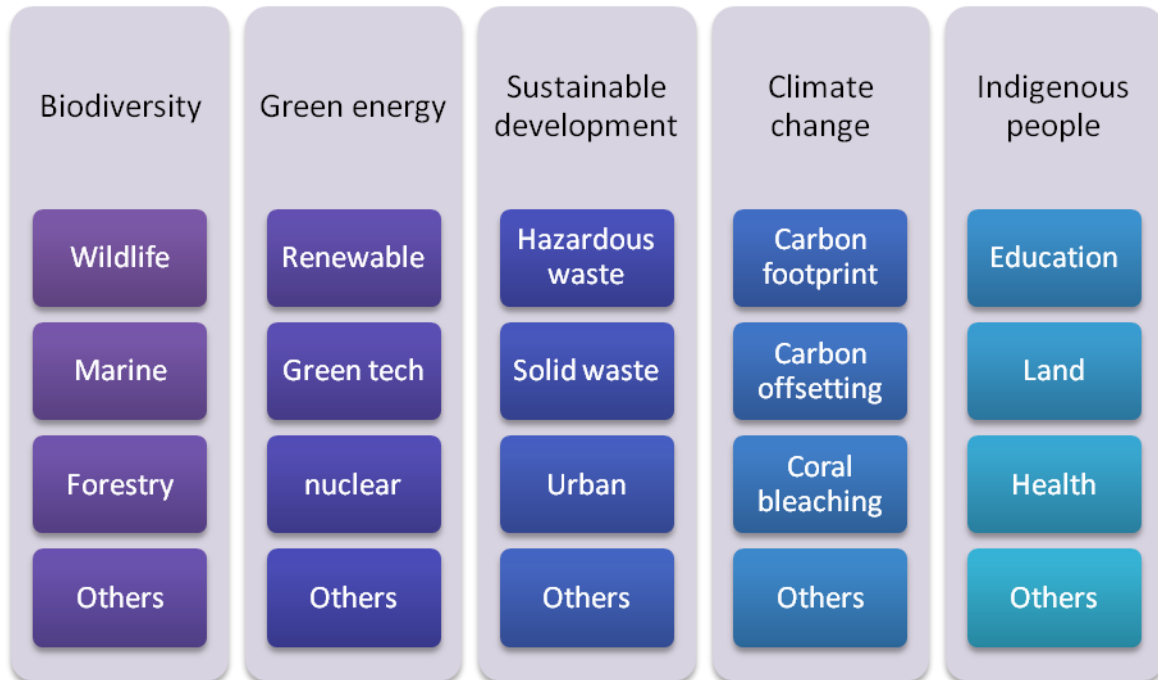 Biodiversity
Wildlife
Marine
Forestry
Others
Green energy
Renewable
Green tech
nuclear
Others
Sustainable
development
Hazardous
waste
Solid waste
Urban
Others
Climate
change
Carbon
footprint
Carbon
offsetting
Coral
bleaching
Others
Indigenous
people
Education
Land
Health
Others